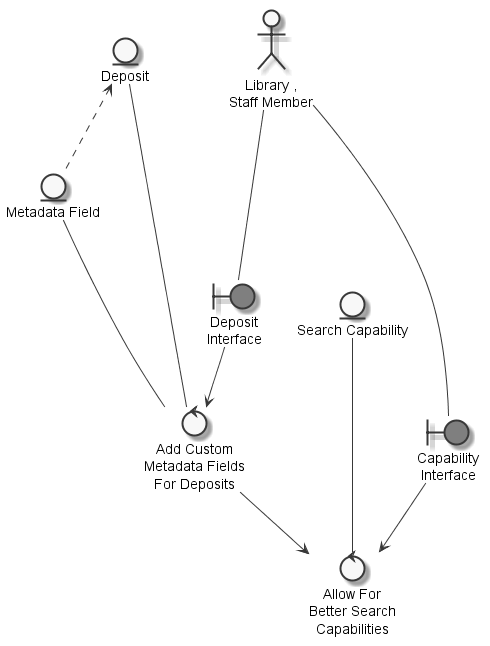 Deposit
Library ,
Staff Member
Metadata Field
Deposit
Interface
Search Capability
Add Custom
Metadata Fields
For Deposits
Capability
Interface
Allow For
Better Search
Capabilities